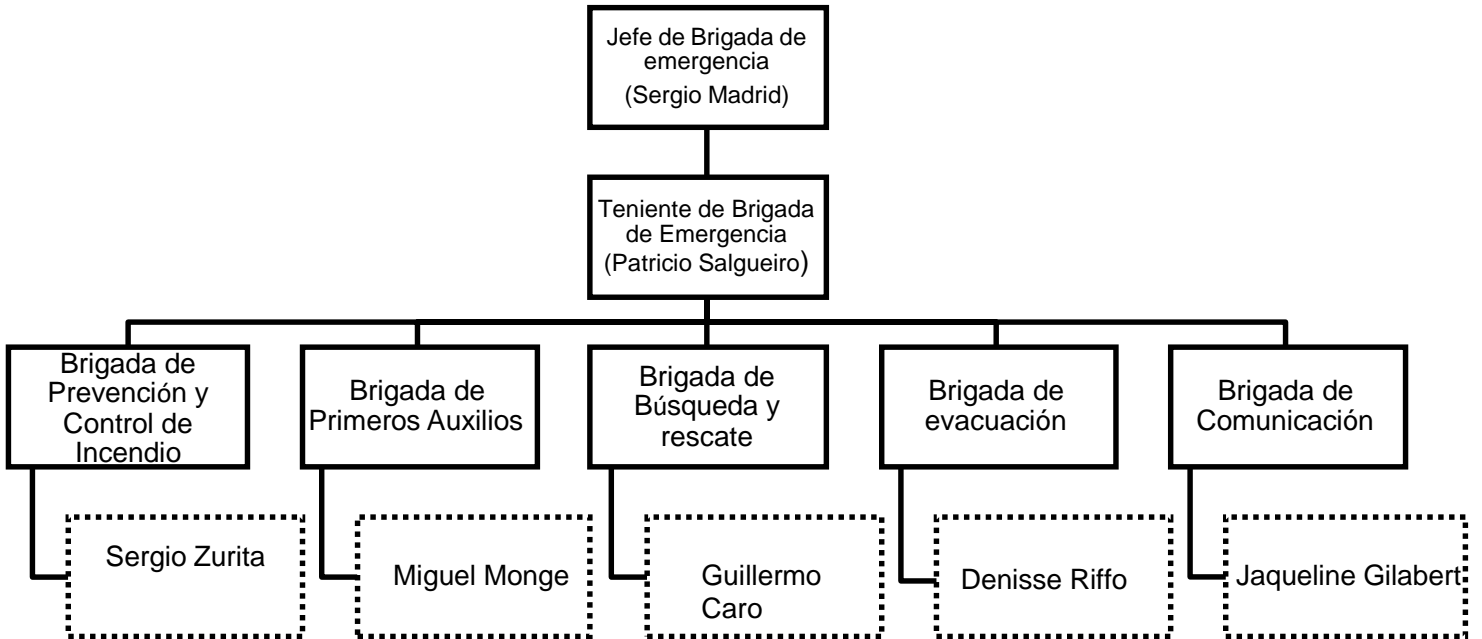 Jefe de Brigada de
emergencia
(Sergio Madrid)
Teniente de Brigada
de Emergencia
(Patricio Salgueiro)
Brigada de
Prevención y
Control de
Incendio
Brigada de
Primeros Auxilios
Brigada de
Búsqueda y
rescate
Brigada de
evacuación
Brigada de
Comunicación
Sergio Zurita
Miguel Monge
Guillermo
Caro
Denisse Riffo
Jaqueline Gilabert